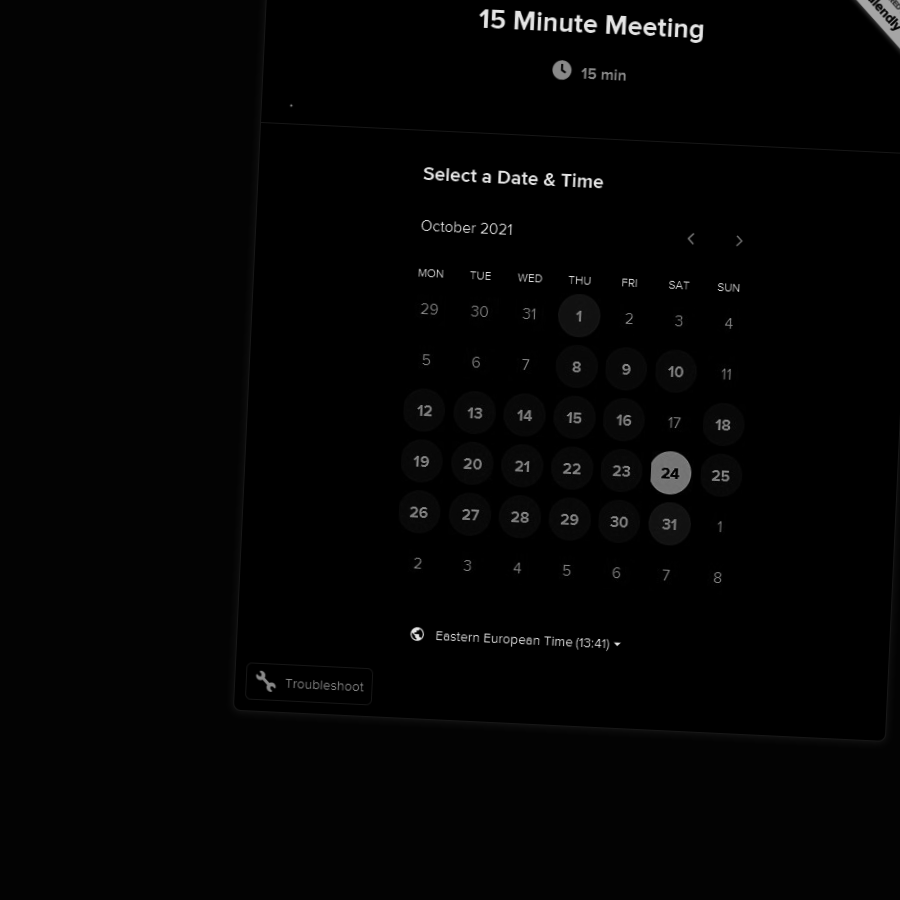 15 Minute Meeting
15 min
Select a Date & Time
October 2021
MON TUE WED THU FRI SAT SUN
29 30 31 1 2 3 4
5 6 7 8 9 10 11
12 13 14 15 16 17 18
19 20 21 22 23 24 25
26 27 28 29 30 31 1
2 3 4 5 6 7 8
Eastern European Time (13:41)
Troubleshoot